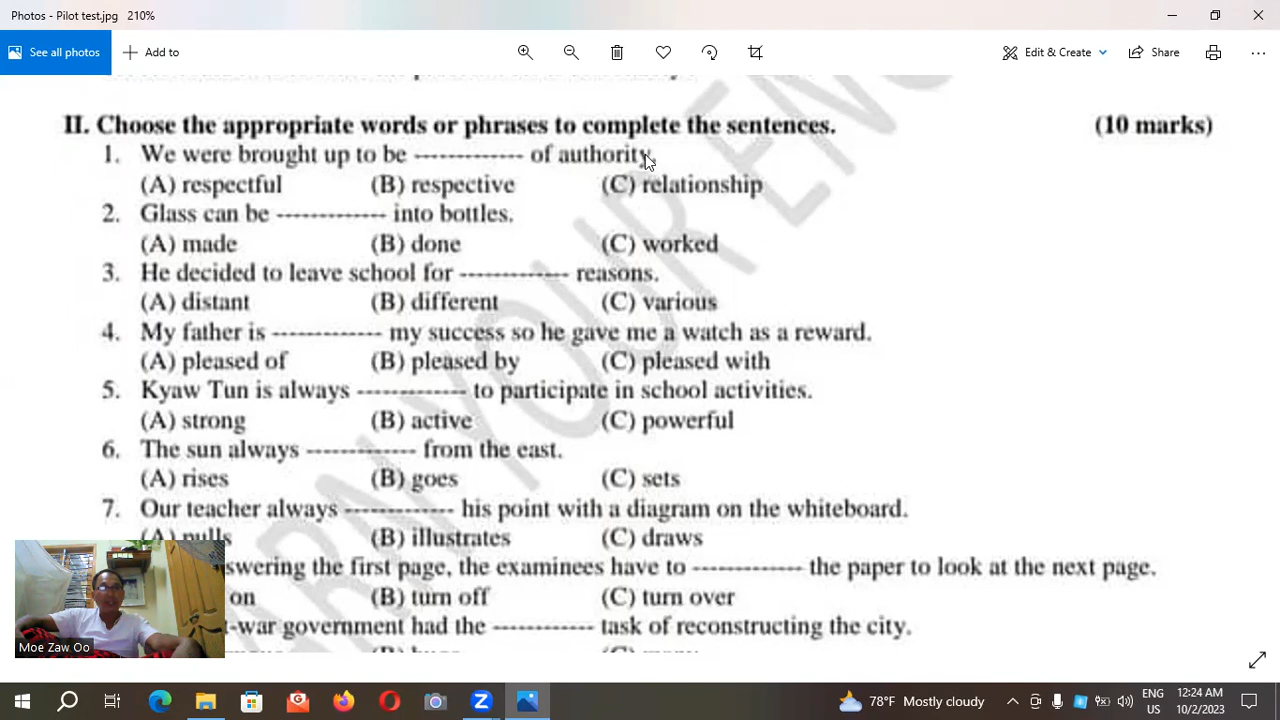 Photos - Pilot test.jpg 210%
See all photos Add to Edit & Create Share
II. Choose the appropriate words or phrases to complete the sentences. (10 marks)
1. We were brought up to be ------------- of authority.
(A) respectful (B) respective (C) relationship
2. Glass can be ------------- into bottles.
(A) made (B) done (C) worked
3. He decided to leave school for ------------- reasons.
(A) distant (B) different (C) various
4. My father is ------------- my success so he gave me a watch as a reward.
(A) pleased of (B) pleased by (C) pleased with
5. Kyaw Tun is always ------------- to participate in school activities.
(A) strong (B) active (C) powerful
6. The sun always ------------- from the east.
(A) rises (B) goes (C) sets
7. Our teacher always ------------- his point with a diagram on the whiteboard.
(A) pulls (B) illustrates (C) draws
swering the first page, the examinees have to ------------- the paper to look at the next page.
on (B) turn off (C) turn over
t-war government had the ------------ task of reconstructing the city.
Moe Zaw Oo
78°F Mostly cloudy
ENG
US
2:24 AM
10/2/2023